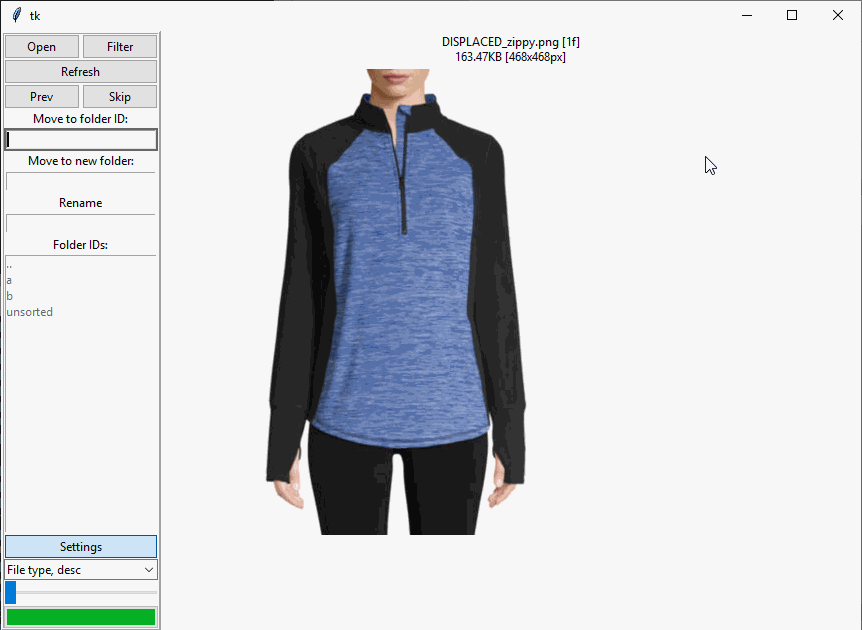 tk
Open
Filter
Refresh
Prev
Skip
Move to folder ID:
Move to new folder:
Rename
Folder IDs:
..
a
b
unsorted
Settings
File type, desc
DISPLACED_zippy.png [1f]
163.47KB [468x468px]